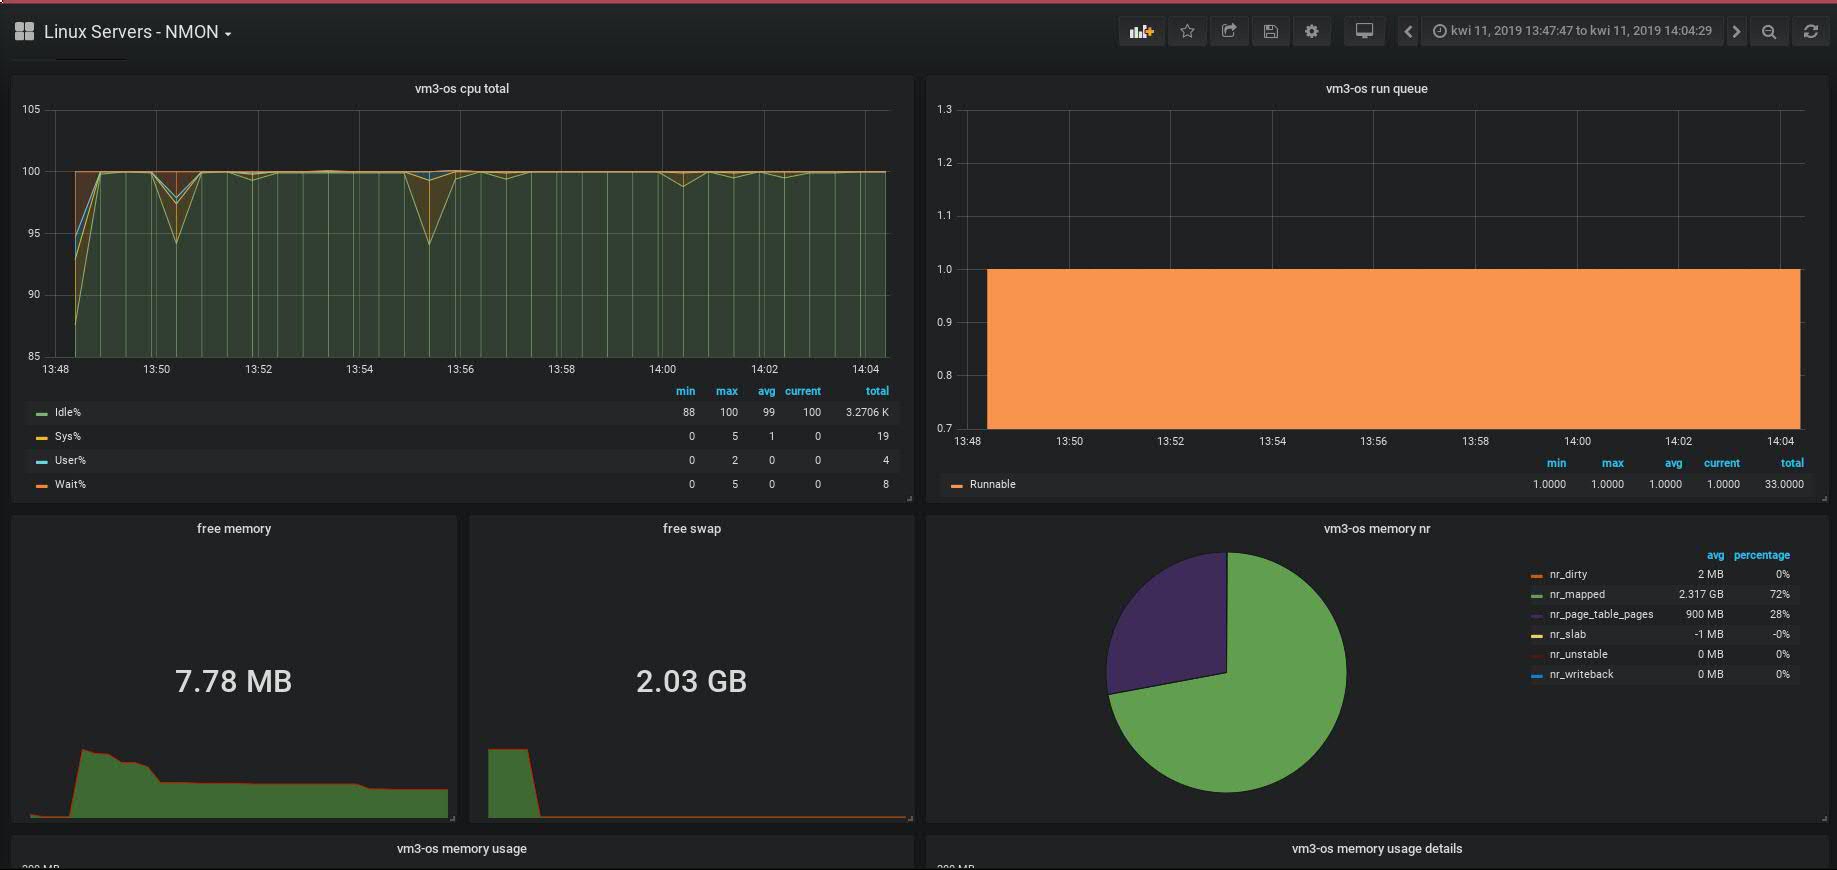 Linux Servers - NMON
kwi 11, 2019 13:47:47 to kwi 11, 2019 14:04:29
vm3-os cpu total
105
100
95
90
85
13:48 13:50 13:52 13:54 13:56 13:58 14:00 14:02 14:04
min max avg current total
Idle% 88 100 99 100 3.2706 K
Sys% 0 5 1 0 19
User% 0 2 0 0 4
Wait% 0 5 0 0 8
vm3-os run queue
1.3
1.2
1.1
1.0
0.9
0.8
0.7
13:48 13:50 13:52 13:54 13:56 13:58 14:00 14:02 14:04
min max avg current total
Runnable 1.0000 1.0000 1.0000 1.0000 33.0000
free memory
7.78 MB
free swap
2.03 GB
vm3-os memory nr
avg percentage
nr_dirty 2 MB 0%
nr_mapped 2.317 GB 72%
nr_page_table_pages 900 MB 28%
nr_slab -1 MB -0%
nr_unstable 0 MB 0%
nr_writeback 0 MB 0%
vm3-os memory usage
vm3-os memory usage details